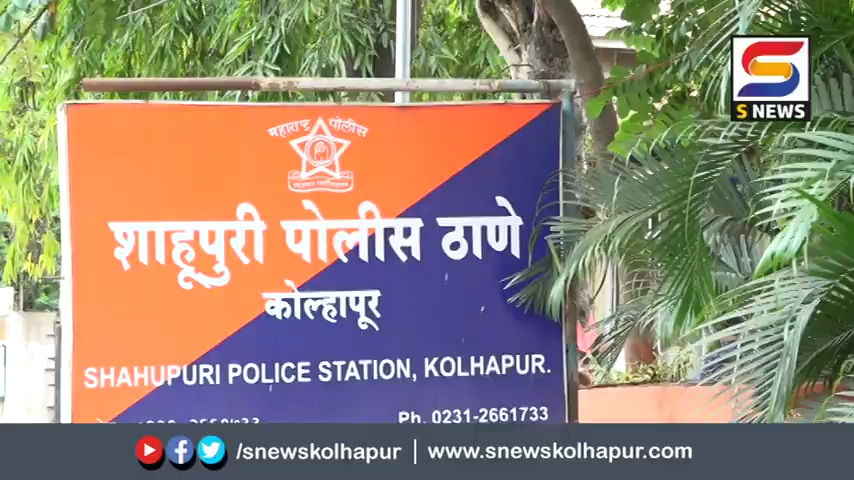 S NEWS
महाराष्ट्र पोलीस
शाहूपुरी पोलीस ठाणे
कोल्हापूर
SHAHUPURI POLICE STATION, KOLHAPUR.
Ph. 0231-2661733
/snewskolhapur | www.snewskolhapur.com